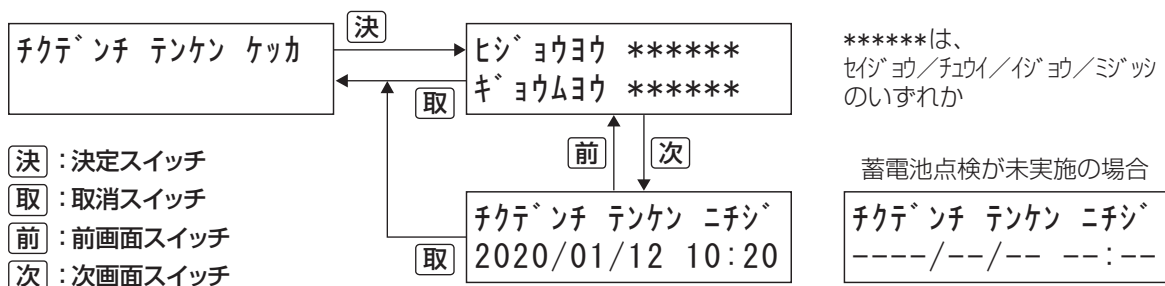 チクデンチ テンケン ケッカ
決
取
ヒジョウヨウ ******
ギョウムヨウ ******
******は、
セイジョウ／チュウイ／イジョウ／ミジッシ
のいずれか
決：決定スイッチ
取：取消スイッチ
前：前画面スイッチ
次：次画面スイッチ
前
次
取
チクデンチ テンケン ニチジ
2020/01/12 10:20
蓄電池点検が未実施の場合
チクデンチ テンケン ニチジ
----/--/-- --:--